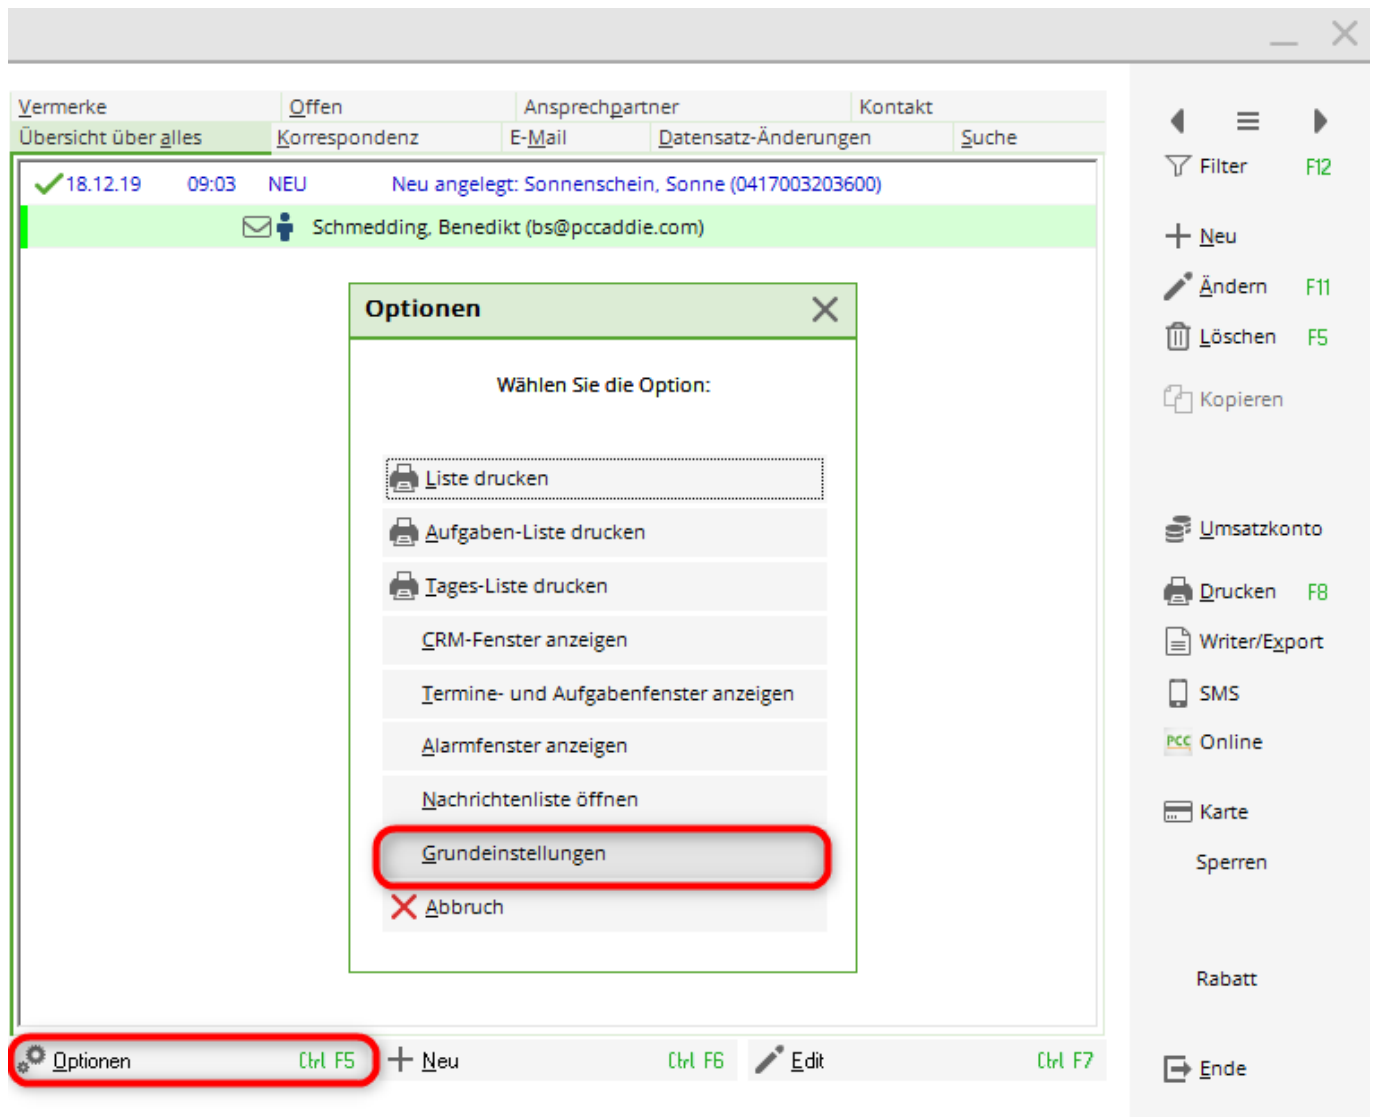 Vermerke Offen Ansprechpartner Kontakt
Übersicht über alles Korrespondenz E-Mail Datensatz-Änderungen Suche
18.12.19 09:03 NEU Neu angelegt: Sonnenschein, Sonne (0417003203600)
Schmedding, Benedikt (bs@pccaddie.com)
Optionen
Wählen Sie die Option:
Liste drucken
Aufgaben-Liste drucken
Tages-Liste drucken
CRM-Fenster anzeigen
Termine- und Aufgabenfenster anzeigen
Alarmfenster anzeigen
Nachrichtenliste öffnen
Grundeinstellungen
Abbruch
Optionen Ctrl F5 Neu Ctrl F6 Edit Ctrl F7
Filter F12
Neu
Ändern F11
Löschen F5
Kopieren
Umsatzkonto
Drucken F8
Writer/Export
SMS
PCC Online
Karte
Sperren
Rabatt
Ende